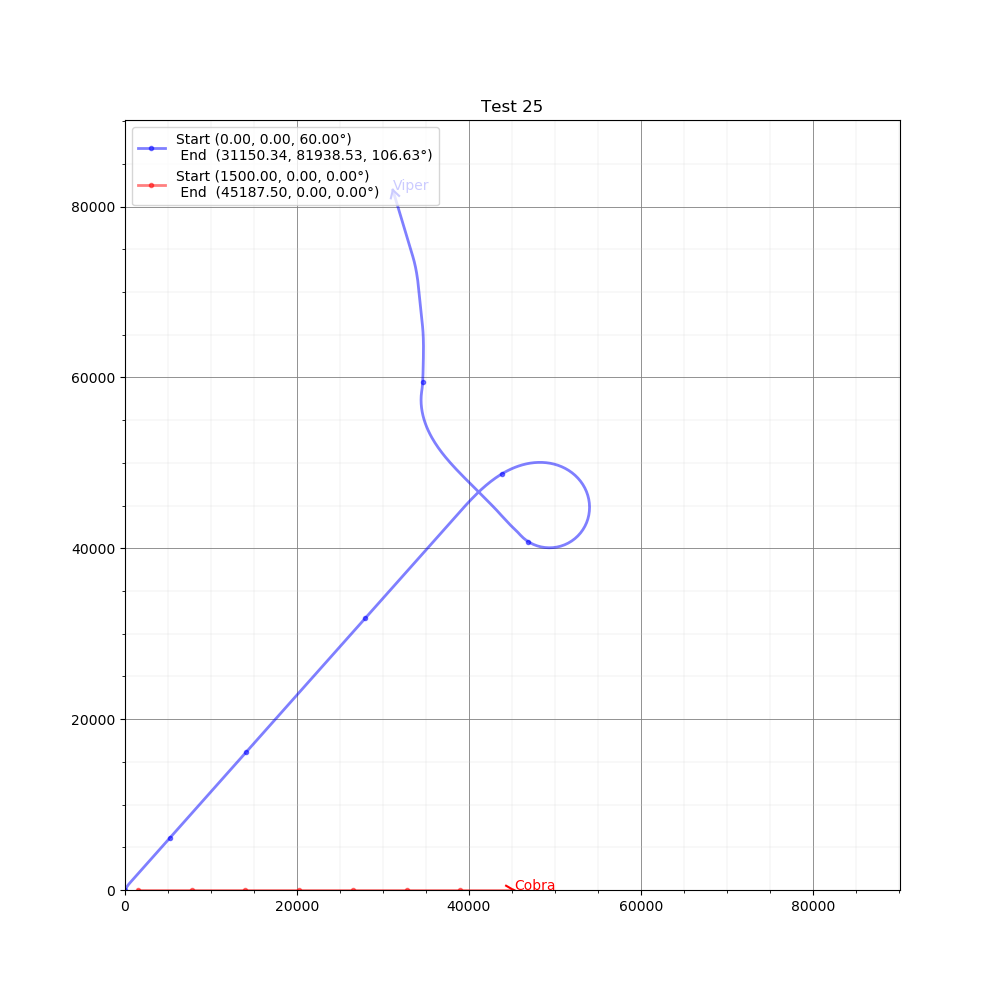 Test 25
Start (0.00, 0.00, 60.00°)
End (31150.34, 81938.53, 106.63°)
Start (1500.00, 0.00, 0.00°)
End (45187.50, 0.00, 0.00°)
Viper
80000
60000
40000
20000
0
Cobra
0 20000 40000 60000 80000